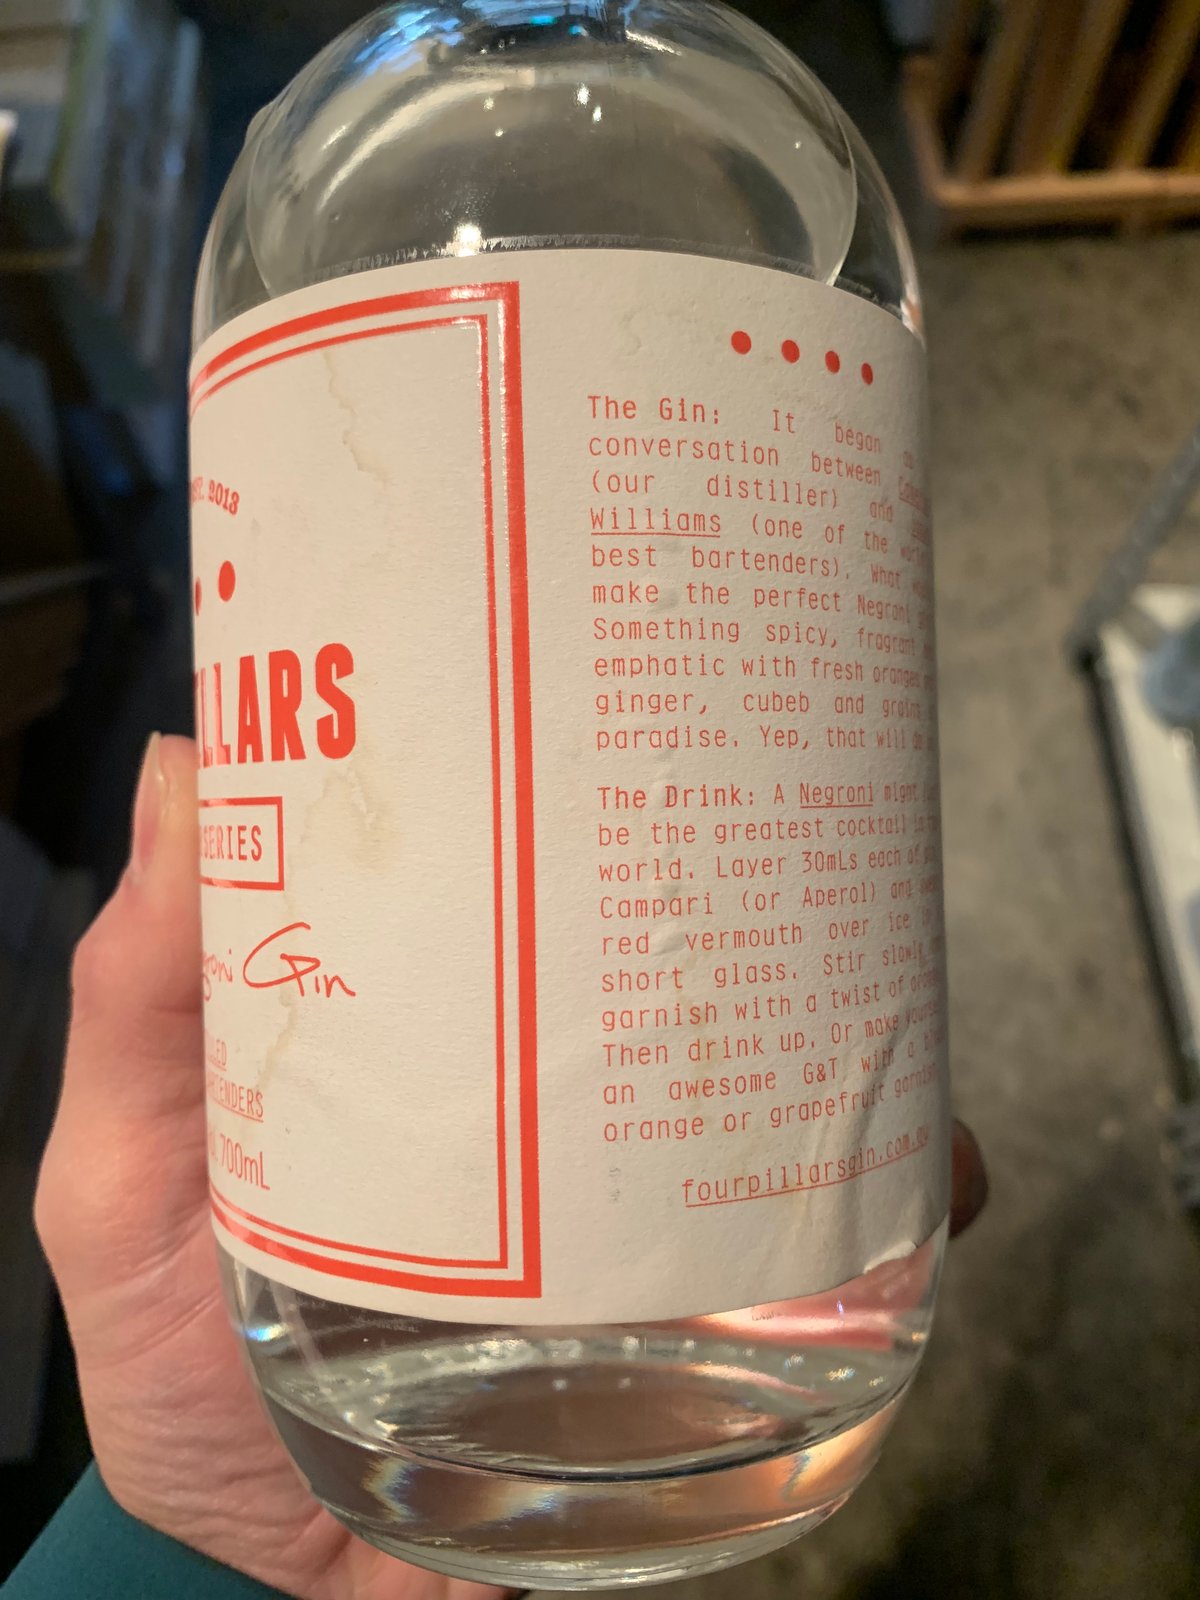 2013
LLARS
SERIES
Gin
700mL
The Gin: It began
conversation between
(our distiller) and
Williams (one of the
best bartenders). What
make the perfect Negroni
Something spicy, fragrant
emphatic with fresh oranges
ginger, cubeb and grains
paradise. Yep, that will do
The Drink: A Negroni might
be the greatest cocktail in
world. Layer 30mLs each of
Campari (or Aperol) and
red vermouth over ice
short glass. Stir slowly
garnish with a twist of
Then drink up. Or make
an awesome G&T with a
orange or grapefruit garnish
fourpillarsgin.com.au